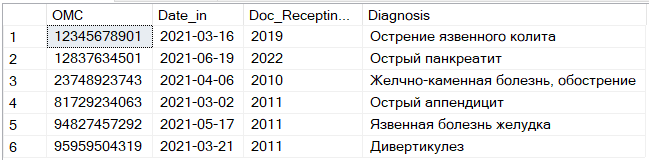 OMC Date_in Doc_Receptin... Diagnosis
1 12345678901 2021-03-16 2019 Острение язвенного колита
2 12837634501 2021-06-19 2022 Острый панкреатит
3 23748923743 2021-04-06 2010 Желчно-каменная болезнь, обострение
4 81729234063 2021-03-02 2011 Острый аппендицит
5 94827457292 2021-05-17 2011 Язвенная болезнь желудка
6 95959504319 2021-03-21 2011 Дивертикулез